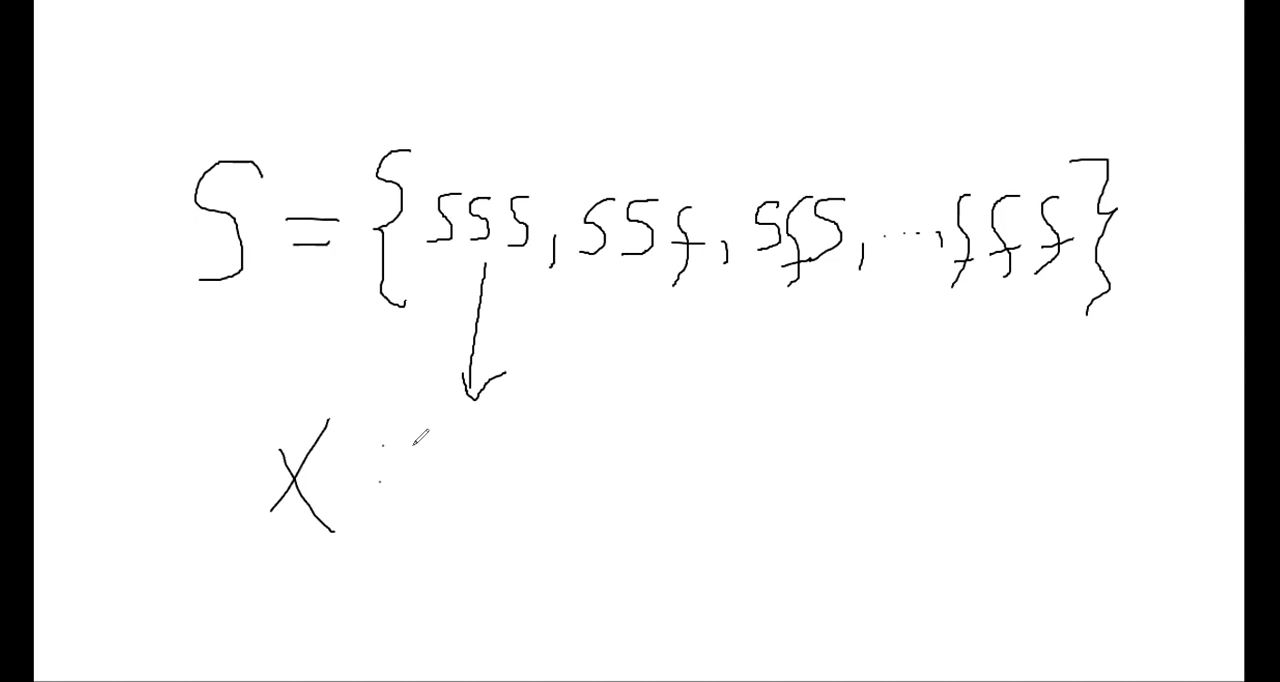 S = {sss, ssf, sfs, ..., fff}
X :